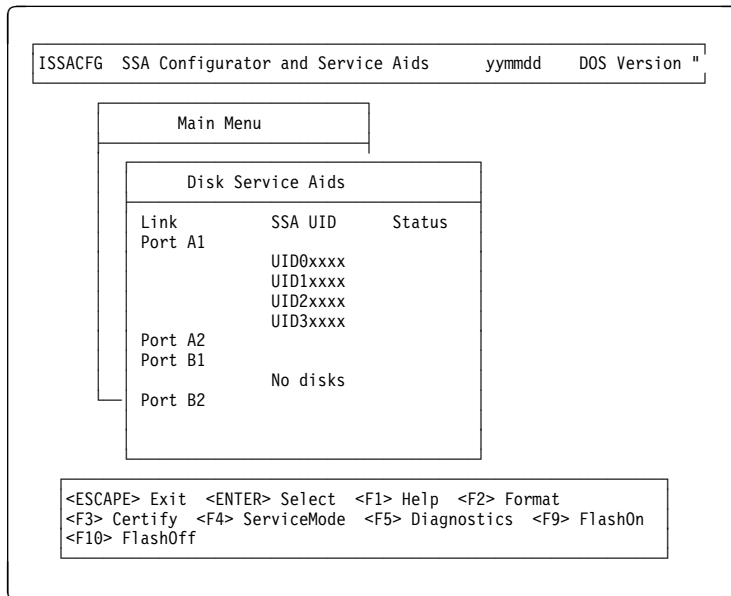 ISSACFG SSA Configurator and Service Aids yymmdd DOS Version "
Main Menu
Disk Service Aids
Link SSA UID Status
Port A1
UID0xxxx
UID1xxxx
UID2xxxx
UID3xxxx
Port A2
Port B1
No disks
Port B2
<ESCAPE> Exit <ENTER> Select <F1> Help <F2> Format
<F3> Certify <F4> ServiceMode <F5> Diagnostics <F9> FlashOn
<F10> FlashOff